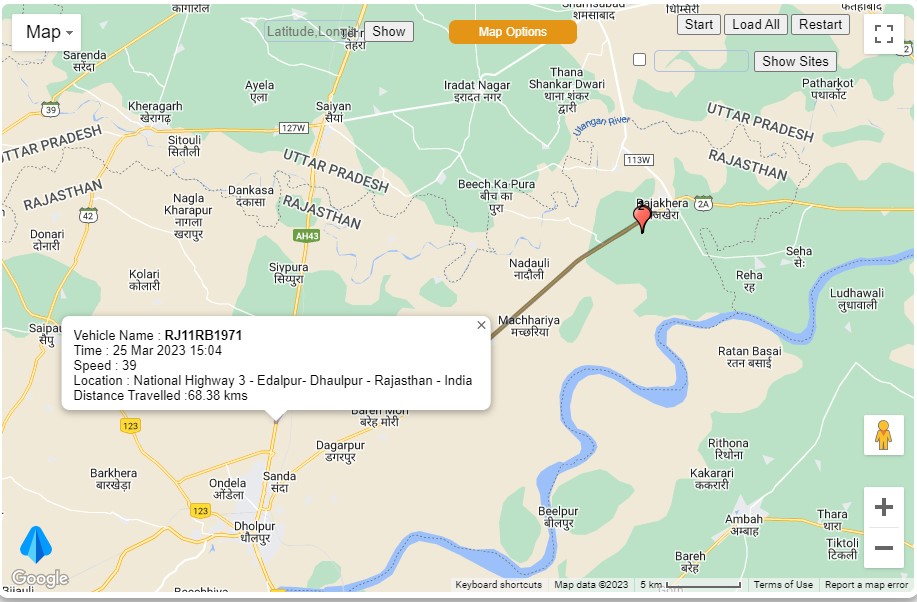 कागारोल
Shamsabad
शमसाबाद
धिम्सिरी
फतेहाबाद
Map
Latitude,Longit
Show
तेहरा
Map Options
Start
Load All
Restart
Show Sites
Sarenda
सरेंदा
39
Kheragarh
खेरागढ़
Ayela
एला
Saiyan
सैयां
Iradat Nagar
इरादत नगर
Thana
Shankar Dwari
थाना शंकर
द्वारी
Patharkot
पथाकोट
2
127W
Utangan River
UTTAR PRADESH
RAJASTHAN
UTTAR PRADESH
RAJASTHAN
UTTAR PRADESH
RAJASTHAN
Sitouli
सितौली
113W
Beech Ka Pura
बीच का
पुरा
Dankasa
दंकासा
Nagla
Kharapur
नागला
खरापुर
42
Donari
दोनारी
AH43
Rajakhera
2A
Seha
सेः
Reha
रह
Ludhawali
लुधावाली
Nadauli
नादौली
Siypura
सिय्पुरा
Kolari
कोलारी
Saipau
सैंपु
Machhariya
मच्छरिया
Vehicle Name : RJ11RB1971
Time : 25 Mar 2023 15:04
Speed : 39
Location : National Highway 3 - Edalpur- Dhaulpur - Rajasthan - India
Distance Travelled :68.38 kms
Ratan Basai
रतन बसाई
Bareh Mori
बरेह मोरी
123
Dagarpur
डगरपुर
Rithona
रिथोना
Kakarari
ककरारी
Barkhera
बारखेड़ा
Ondela
ओंडेला
Sanda
संदा
123
Dholpur
धौलपुर
Beelpur
बीलपुर
Ambah
अम्बाह
Thara
थारा
Tiktoli
टिकली
Bareh
बरेह
Google
Keyboard shortcuts
Map data ©2023
5 km
Terms of Use
Report a map error